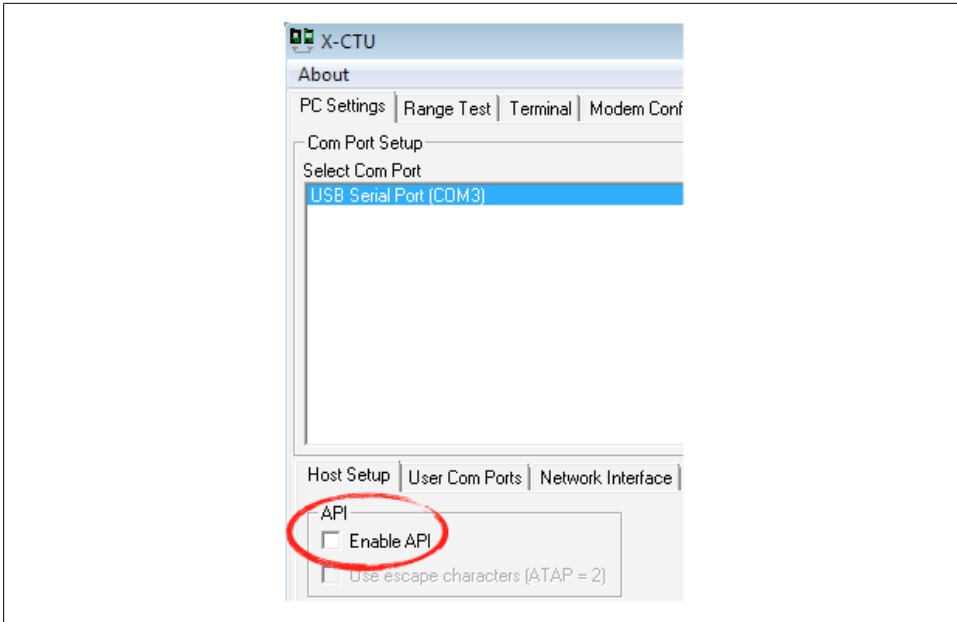 X-CTU
About
PC Settings Range Test Terminal Modem Conf
Com Port Setup
Select Com Port
USB Serial Port (COM3)
Host Setup User Com Ports Network Interface
API
Enable API
Use escape characters (ATAP = 2)